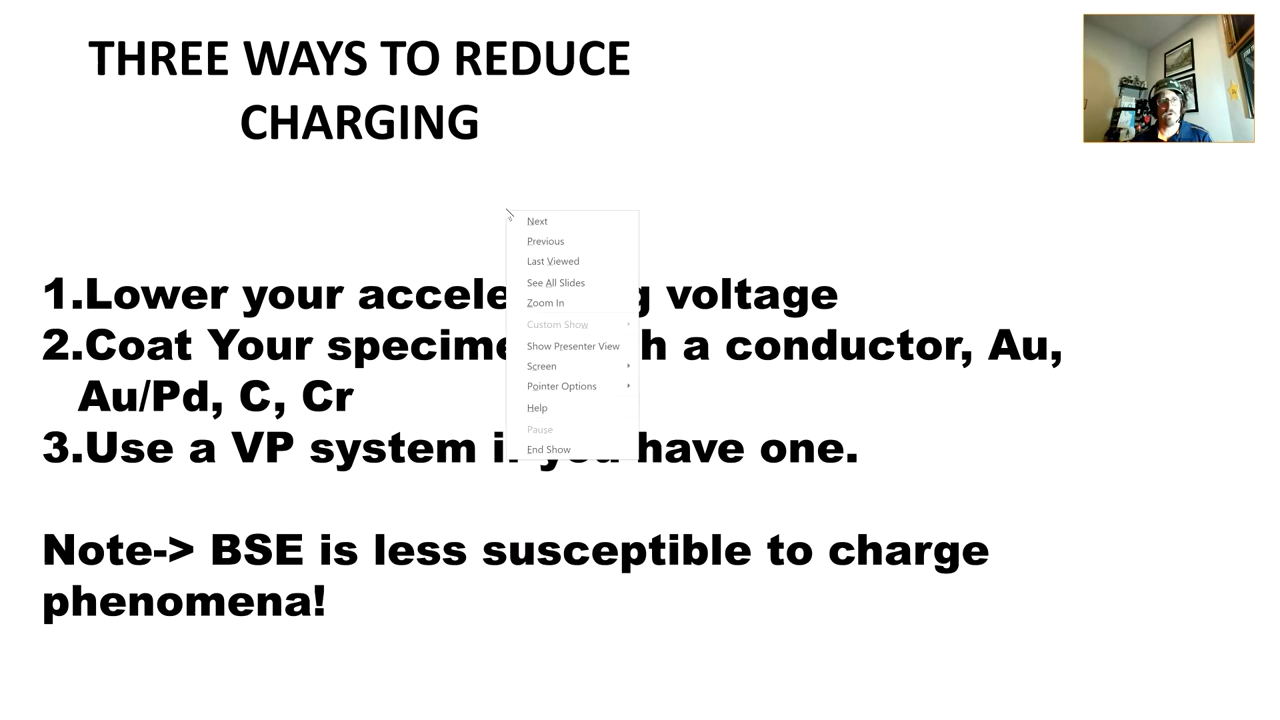 THREE WAYS TO REDUCE
CHARGING
Next
Previous
Last Viewed
See All Slides
Zoom In
Custom Show
Show Presenter View
Screen
Pointer Options
Help
Pause
End Show
1.Lower your voltage
2.Coat Your a conductor, Au,
Au/Pd, C, Cr
3.Use a VP system have one.
Note-> BSE is less susceptible to charge
phenomena!